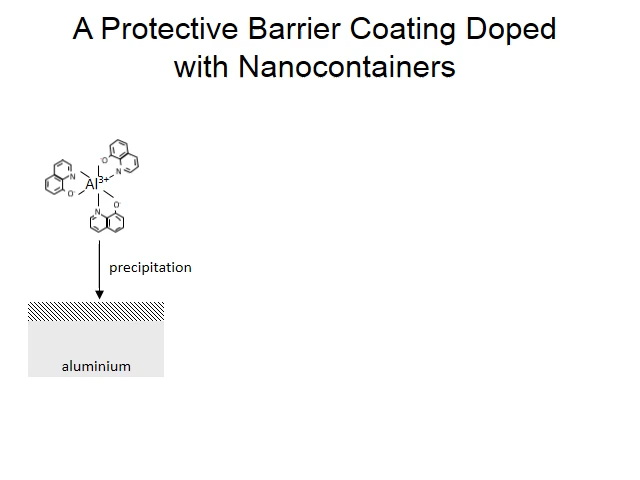 A Protective Barrier Coating Doped
with Nanocontainers
O
N
N
Al3+
O-
N
O-
precipitation
aluminium